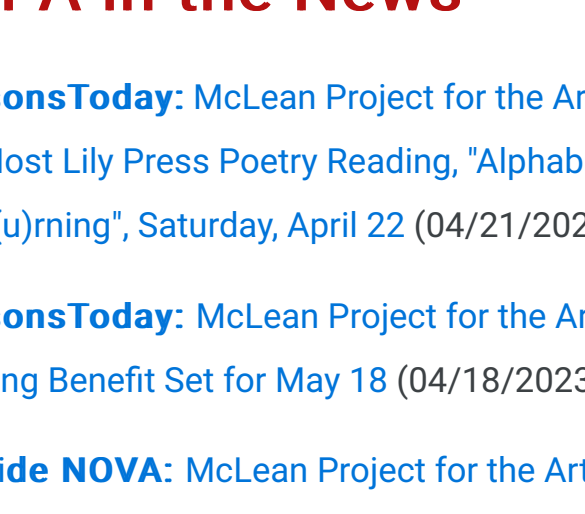 PA in the News
onsToday: McLean Project for the Ar
Host Lily Press Poetry Reading, "Alphab
(u)rning", Saturday, April 22 (04/21/202
onsToday: McLean Project for the Ar
ing Benefit Set for May 18 (04/18/2023
ide NOVA: McLean Project for the Art